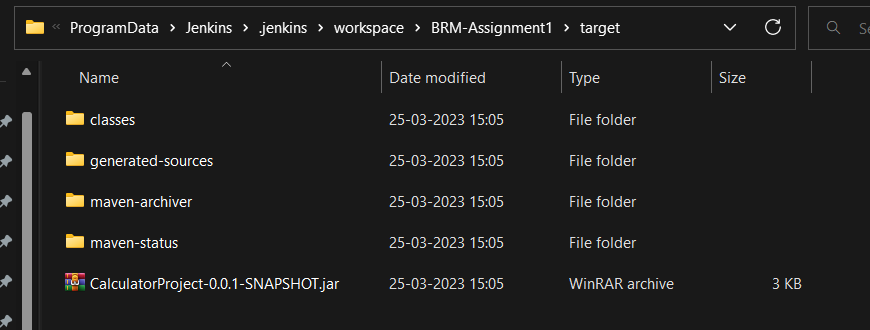 « ProgramData > Jenkins > .jenkins > workspace > BRM-Assignment1 > target
Name Date modified Type Size
classes 25-03-2023 15:05 File folder
generated-sources 25-03-2023 15:05 File folder
maven-archiver 25-03-2023 15:05 File folder
maven-status 25-03-2023 15:05 File folder
CalculatorProject-0.0.1-SNAPSHOT.jar 25-03-2023 15:05 WinRAR archive 3 KB